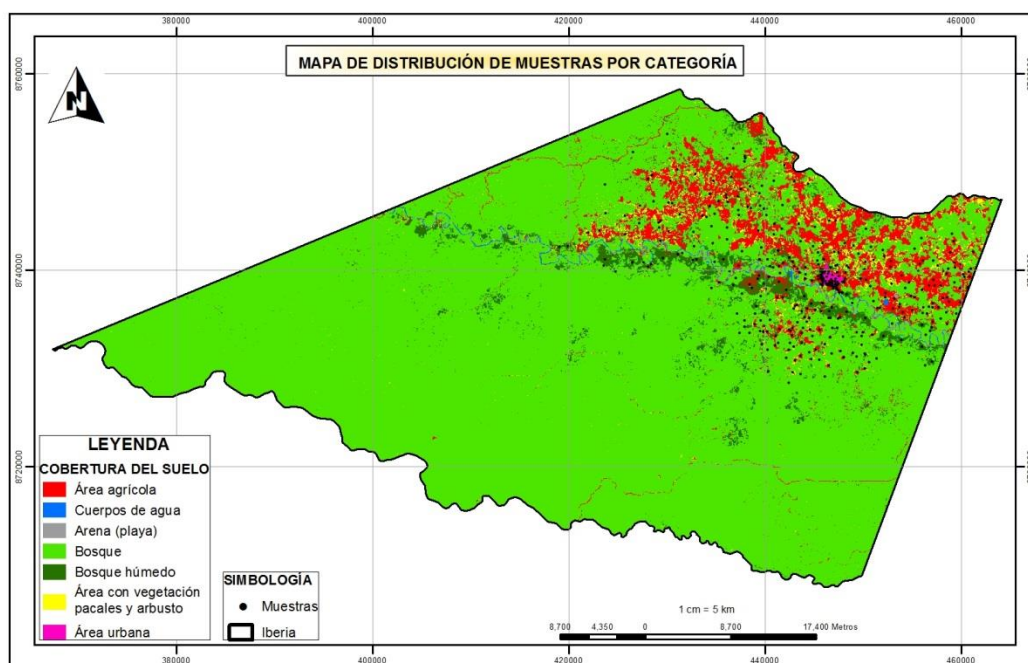 380000 400000 420000 440000 460000
MAPA DE DISTRIBUCIÓN DE MUESTRAS POR CATEGORÍA
N
8760000
8740000
8720000
LEYENDA
COBERTURA DEL SUELO
Área agrícola
Cuerpos de agua
Arena (playa)
Bosque
Bosque húmedo
Área con vegetación
pacales y arbusto
Área urbana
SIMBOLOGÍA
Muestras
Iberia
1 cm = 5 km
8,700 4,350 0 8,700 17,400 Metros
380000 400000 420000 440000 460000